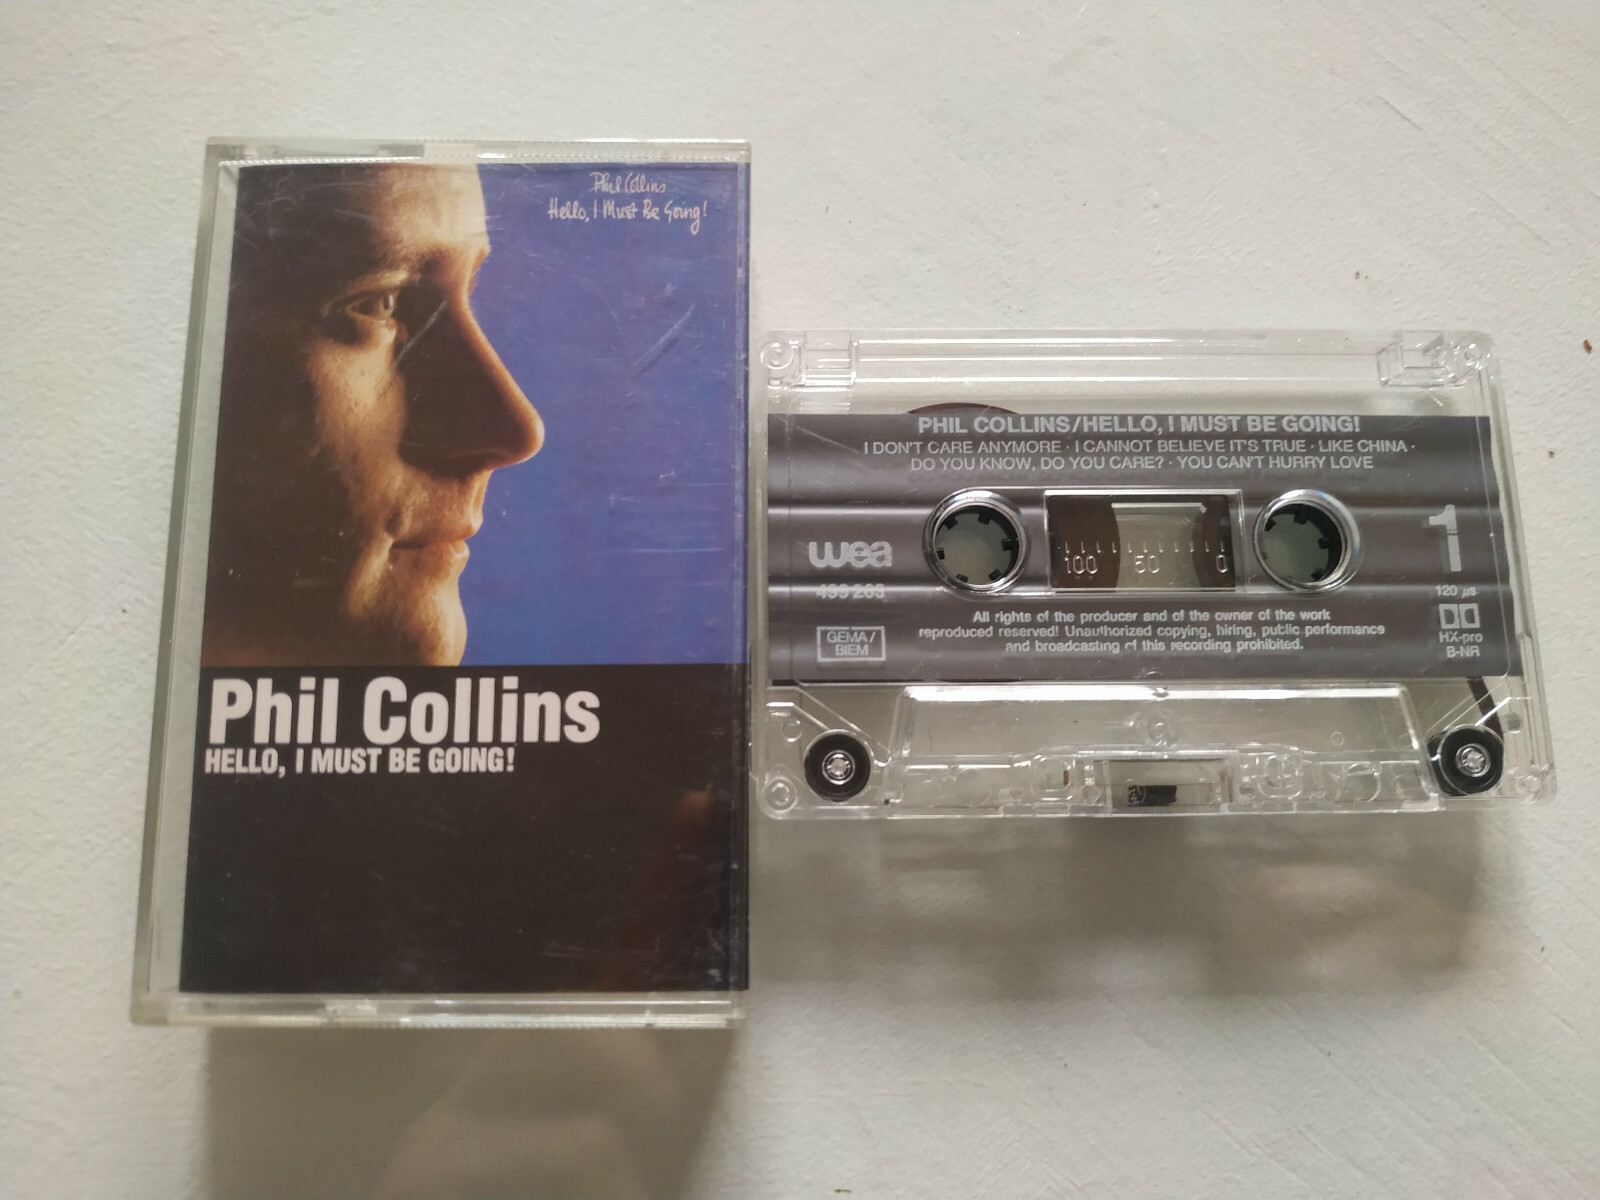 Phil Collins
Hello, I Must Be Going!
Phil Collins
HELLO, I MUST BE GOING!
PHIL COLLINS/HELLO, I MUST BE GOING!
I DON'T CARE ANYMORE · I CANNOT BELIEVE IT'S TRUE · LIKE CHINA ·
DO YOU KNOW, DO YOU CARE? · YOU CAN'T HURRY LOVE
wea
499 263
1
100 50 0
120 µs
HX-pro
B-NR
GEMA/
BIEM
All rights of the producer and of the owner of the work
reproduced reserved! Unauthorized copying, hiring, public performance
and broadcasting of this recording prohibited.